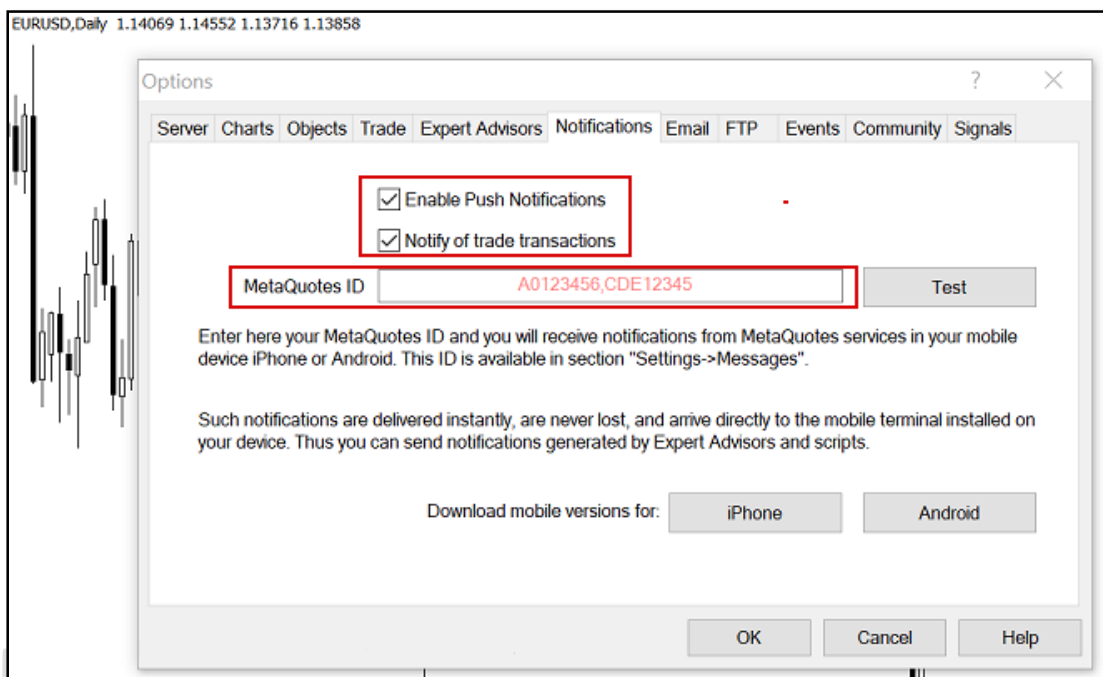 EURUSD,Daily 1.14069 1.14552 1.13716 1.13858
Options
Server Charts Objects Trade Expert Advisors Notifications Email FTP Events Community Signals
Enable Push Notifications
Notify of trade transactions
MetaQuotes ID A0123456,CDE12345 Test
Enter here your MetaQuotes ID and you will receive notifications from MetaQuotes services in your mobile
device iPhone or Android. This ID is available in section "Settings->Messages".
Such notifications are delivered instantly, are never lost, and arrive directly to the mobile terminal installed on
your device. Thus you can send notifications generated by Expert Advisors and scripts.
Download mobile versions for: iPhone Android
OK Cancel Help